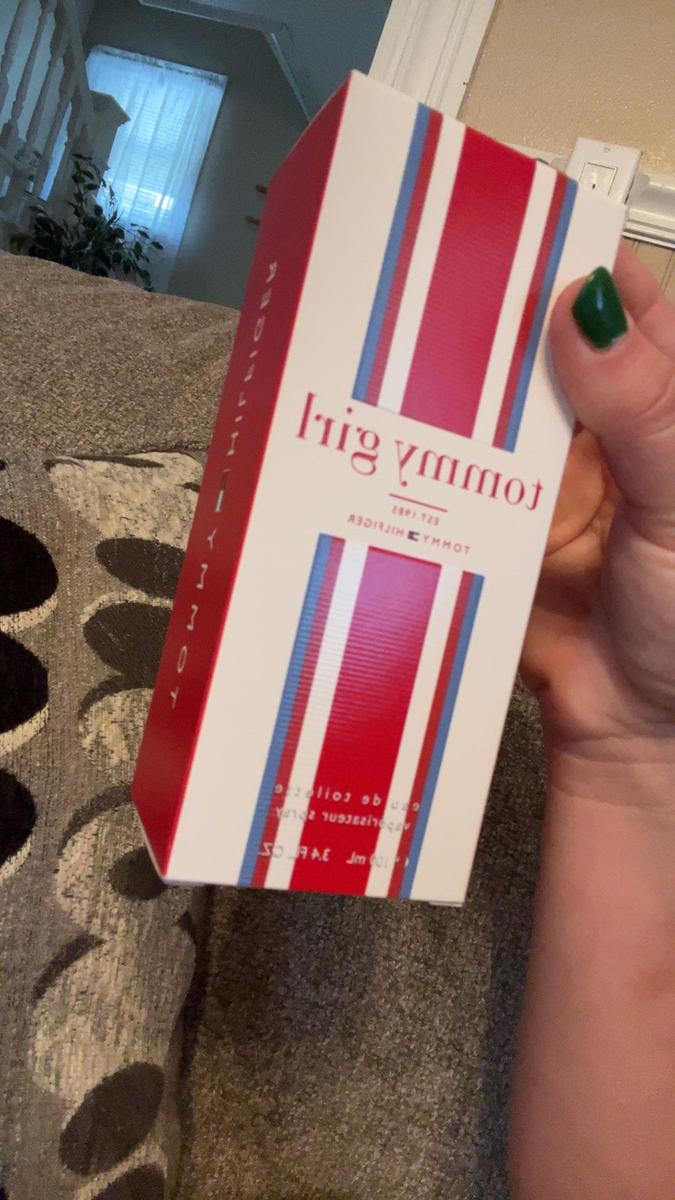 tommy girl
EST. 1985
TOMMY HILFIGER
eau de toilette
vaporisateur spray
100 mL 3.4 FL. OZ.
TOMMY HILFIGER